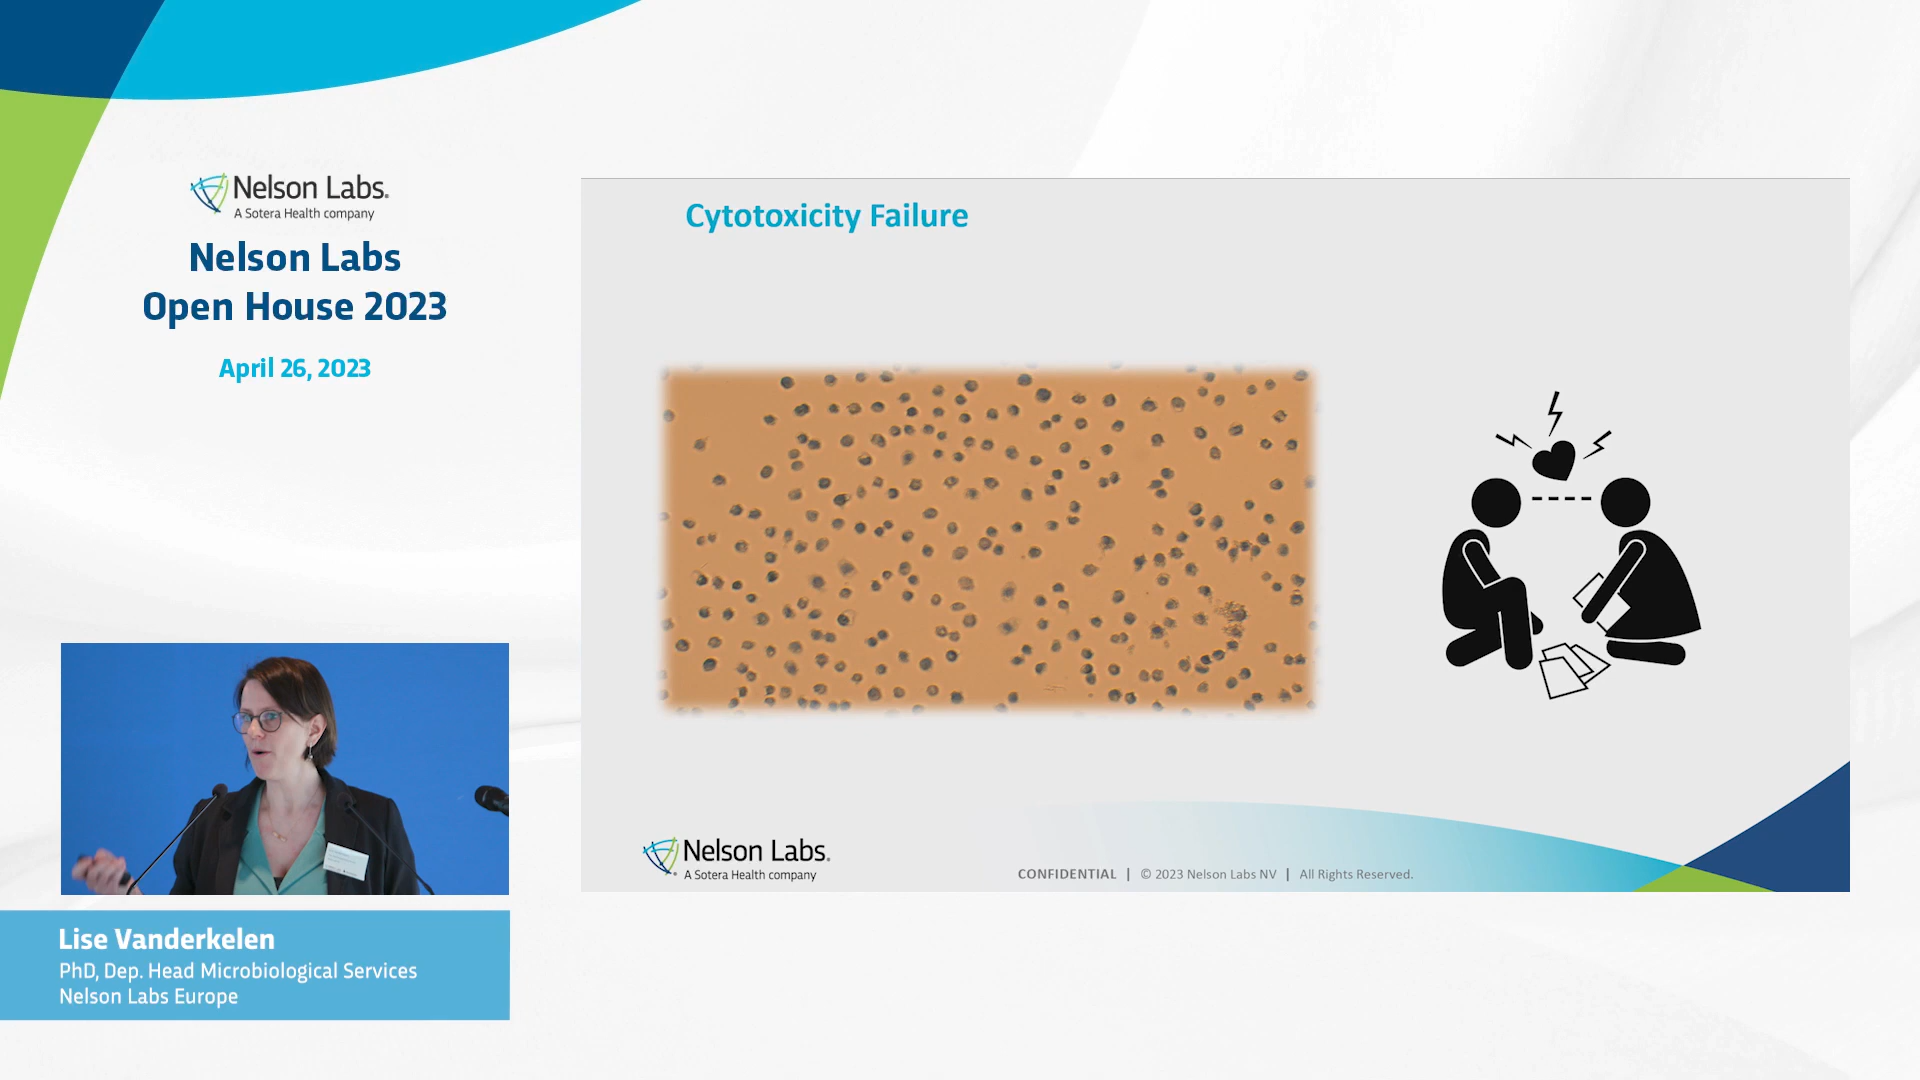 Nelson Labs.
A Sotera Health company
Nelson Labs
Open House 2023
April 26, 2023
Cytotoxicity Failure
Nelson Labs.
A Sotera Health company
CONFIDENTIAL | © 2023 Nelson Labs NV | All Rights Reserved.
Lise Vanderkelen
PhD, Dep. Head Microbiological Services
Nelson Labs Europe